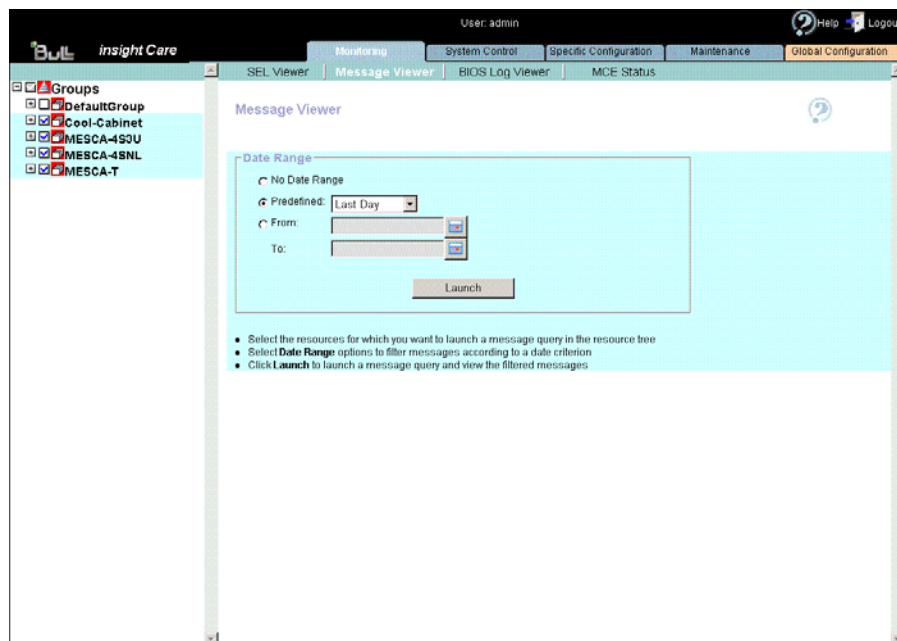 User: admin
Help Logou
Bull insight Care
Monitoring System Control Specific Configuration Maintenance Global Configuration
SEL Viewer Message Viewer BIOS Log Viewer MCE Status
Groups
DefaultGroup
Cool-Cabinet
MESCA-4S3U
MESCA-4SNL
MESCA-T
Message Viewer
Date Range
No Date Range
Predefined: Last Day
From:
To:
Launch
Select the resources for which you want to launch a message query in the resource tree
Select Date Range options to filter messages according to a date criterion
Click Launch to launch a message query and view the filtered messages